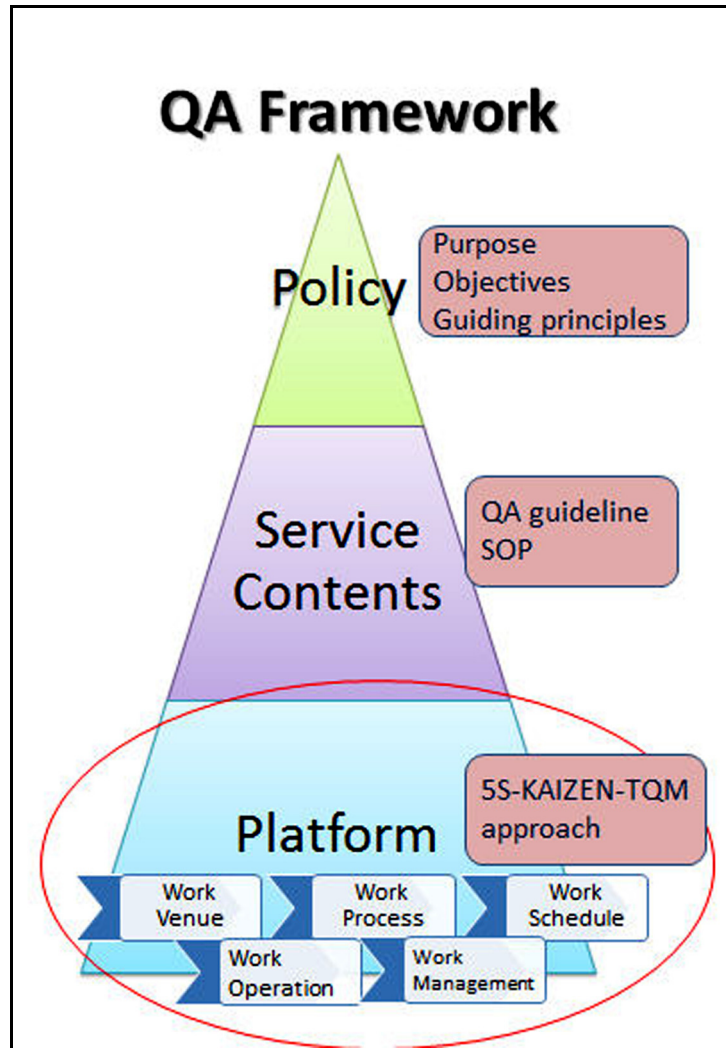 QA Framework
Policy
Purpose
Objectives
Guiding principles
Service
Contents
QA guideline
SOP
Platform
5S-KAIZEN-TQM
approach
Work
Venue
Work
Process
Work
Schedule
Work
Operation
Work
Management